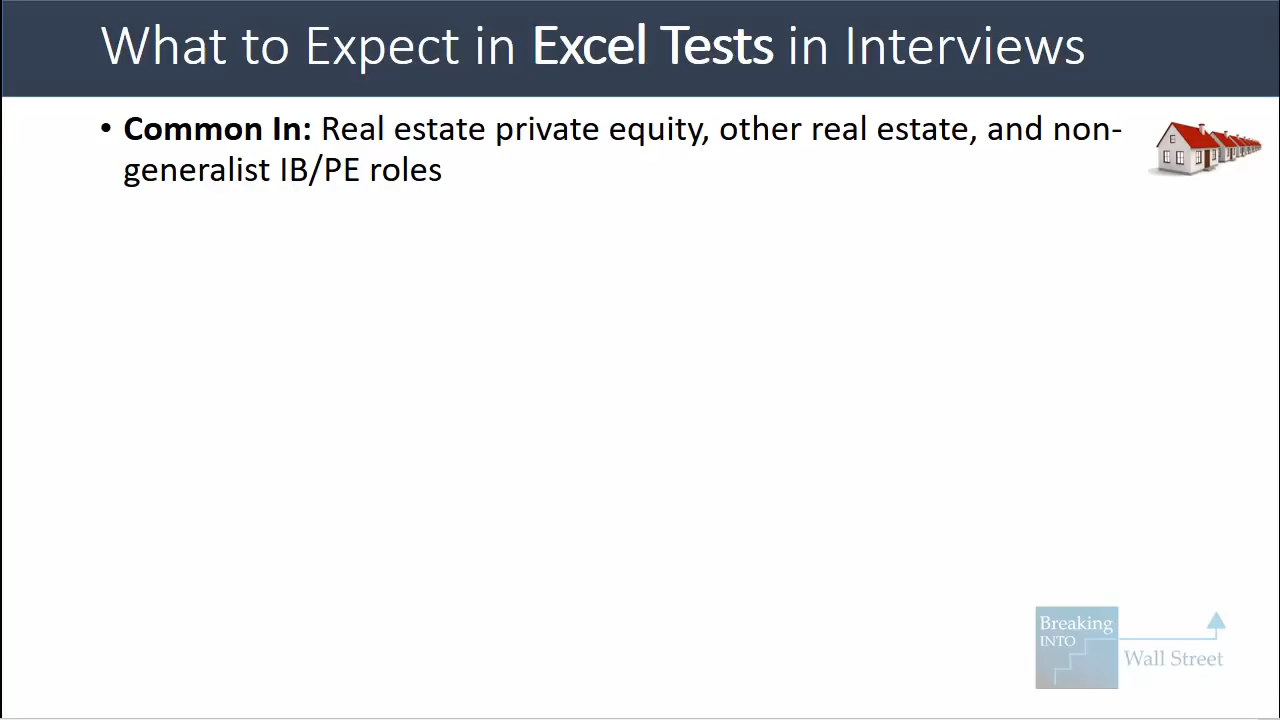 What to Expect in Excel Tests in Interviews
• Common In: Real estate private equity, other real estate, and non-
generalist IB/PE roles
Breaking
INTO
Wall Street